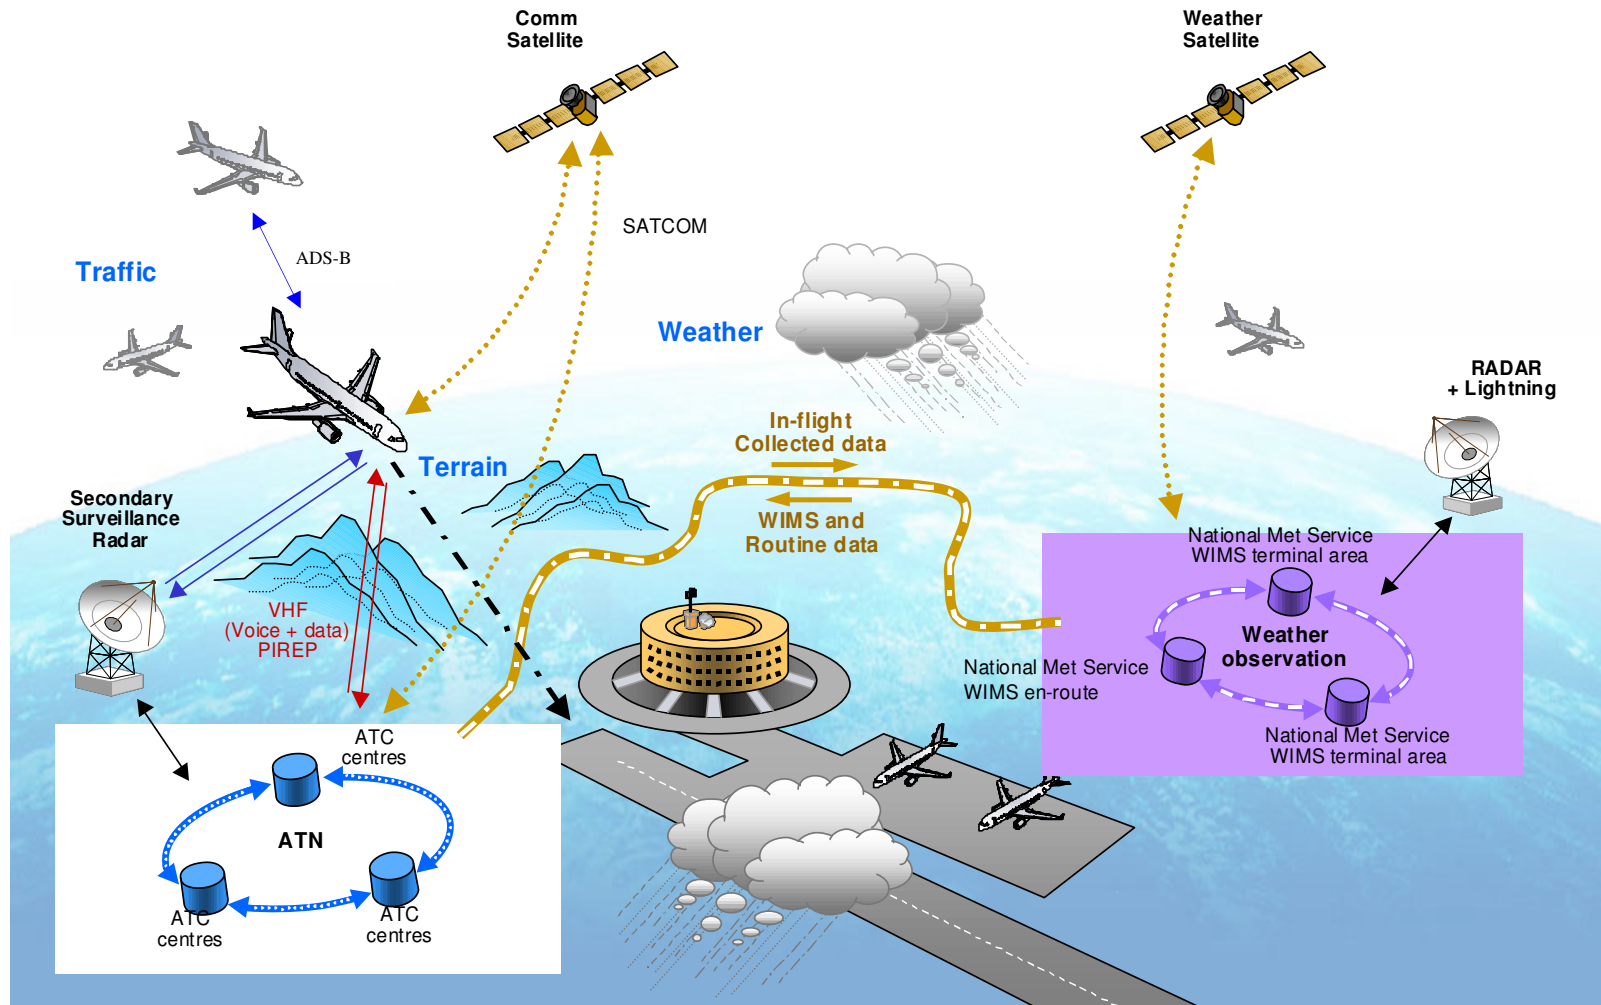 Comm
Satellite
Weather
Satellite
SATCOM
ADS-B
Traffic
Weather
RADAR
+ Lightning
In-flight
Collected data
Terrain
WIMS and
Routine data
Secondary
Surveillance
Radar
National Met Service
WIMS terminal area
VHF
(Voice + data)
PIREP
Weather
observation
National Met Service
WIMS en-route
National Met Service
WIMS terminal area
ATC
centres
ATN
ATC
centres
ATC
centres